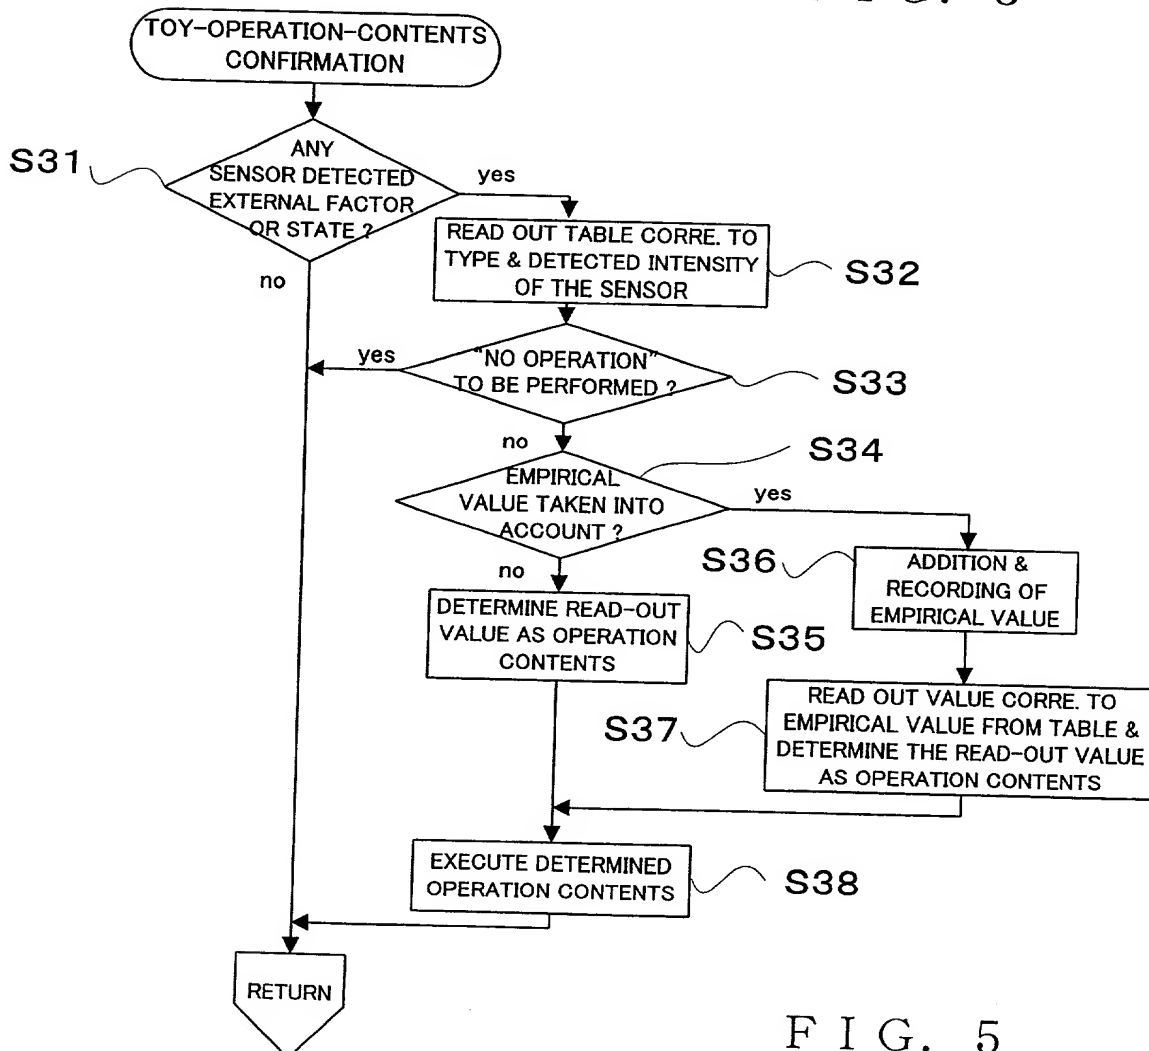 TOY-OPERATION-CONTENTS
CONFIRMATION
S31
ANY
SENSOR DETECTED
EXTERNAL FACTOR
OR STATE ?
yes
no
READ OUT TABLE CORRE. TO
TYPE & DETECTED INTENSITY
OF THE SENSOR
S32
yes
"NO OPERATION"
TO BE PERFORMED ?
S33
no
S34
EMPIRICAL
VALUE TAKEN INTO
ACCOUNT ?
yes
no
S36
ADDITION &
RECORDING OF
EMPIRICAL VALUE
DETERMINE READ-OUT
VALUE AS OPERATION
CONTENTS
S35
S37
READ OUT VALUE CORRE. TO
EMPIRICAL VALUE FROM TABLE &
DETERMINE THE READ-OUT VALUE
AS OPERATION CONTENTS
EXECUTE DETERMINED
OPERATION CONTENTS
S38
RETURN
FIG. 5